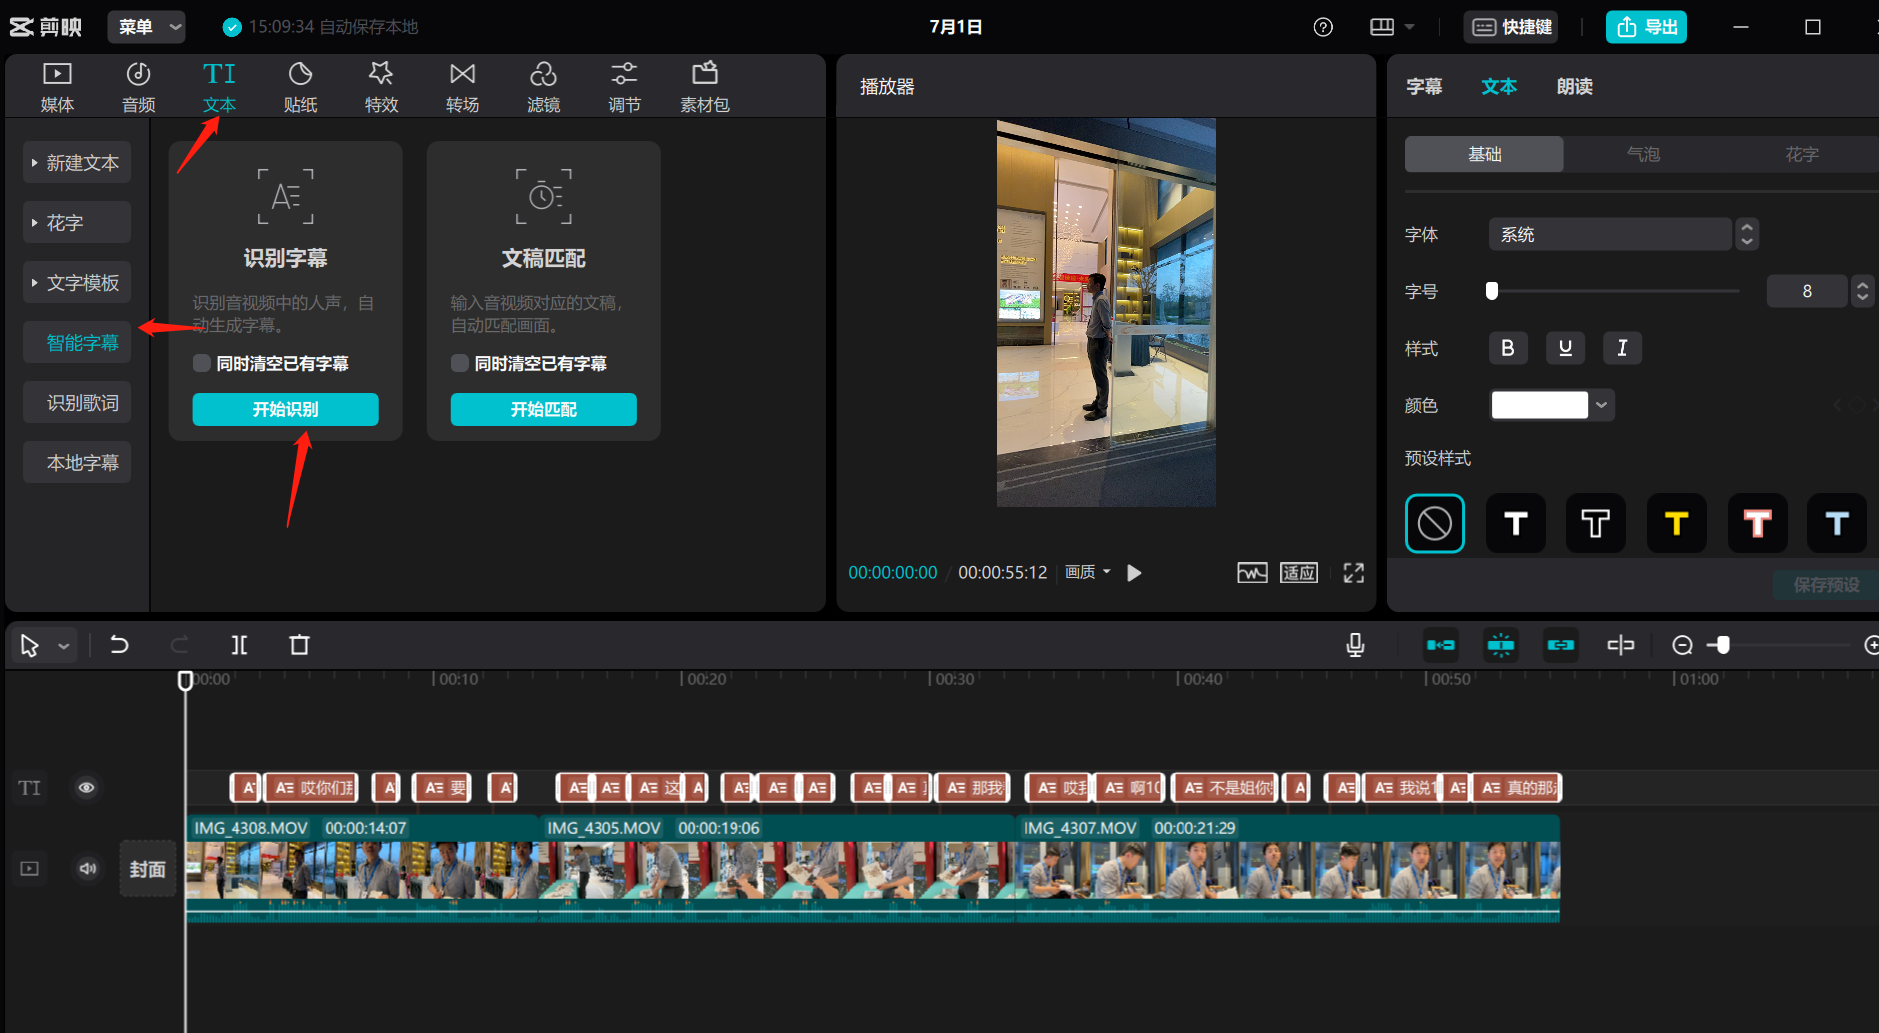 剪映
菜单
15:09:34 自动保存本地
7月1日
快捷键
导出
媒体
音频
TI
文本
贴纸
特效
转场
滤镜
调节
素材包
新建文本
花字
文字模板
智能字幕
识别歌词
本地字幕
识别字幕
识别音视频中的人声，自
动生成字幕。
同时清空已有字幕
开始识别
文稿匹配
输入音视频对应的文稿，
自动匹配画面。
同时清空已有字幕
开始匹配
播放器
00:00:00:00 / 00:00:55:12
画质
适应
字幕
文本
朗读
基础
气泡
花字
字体
系统
字号
8
样式
B
U
I
颜色
预设样式
T
T
T
T
T
保存预设
00:00
00:10
00:20
00:30
00:40
00:50
01:00
TI
哎你们
要
这
那我
哎我
啊10
不是姐你
我说1
真的那
IMG_4308.MOV 00:00:14:07
IMG_4305.MOV 00:00:19:06
IMG_4307.MOV 00:00:21:29
封面